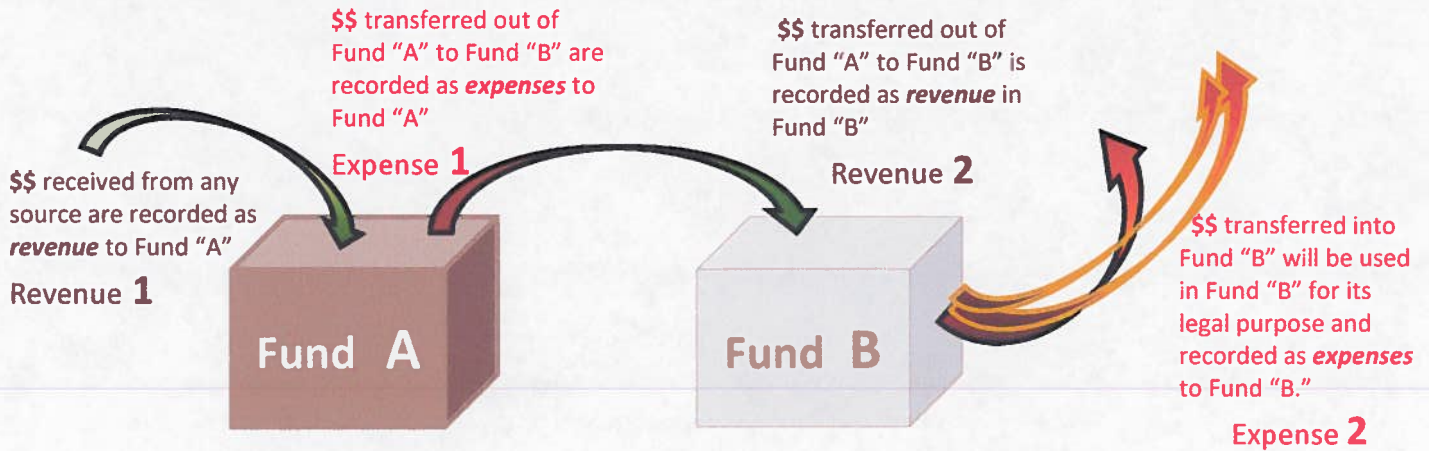 $$ received from any
source are recorded as
revenue to Fund “A”
Revenue 1
$$ transferred out of
Fund “A” to Fund “B” are
recorded as expenses to
Fund “A”
Expense 1
$$ transferred out of
Fund “A” to Fund “B” is
recorded as revenue in
Fund “B”
Revenue 2
$$ transferred into
Fund “B” will be used
in Fund “B” for its
legal purpose and
recorded as expenses
to Fund “B.”
Expense 2
Fund A
Fund B